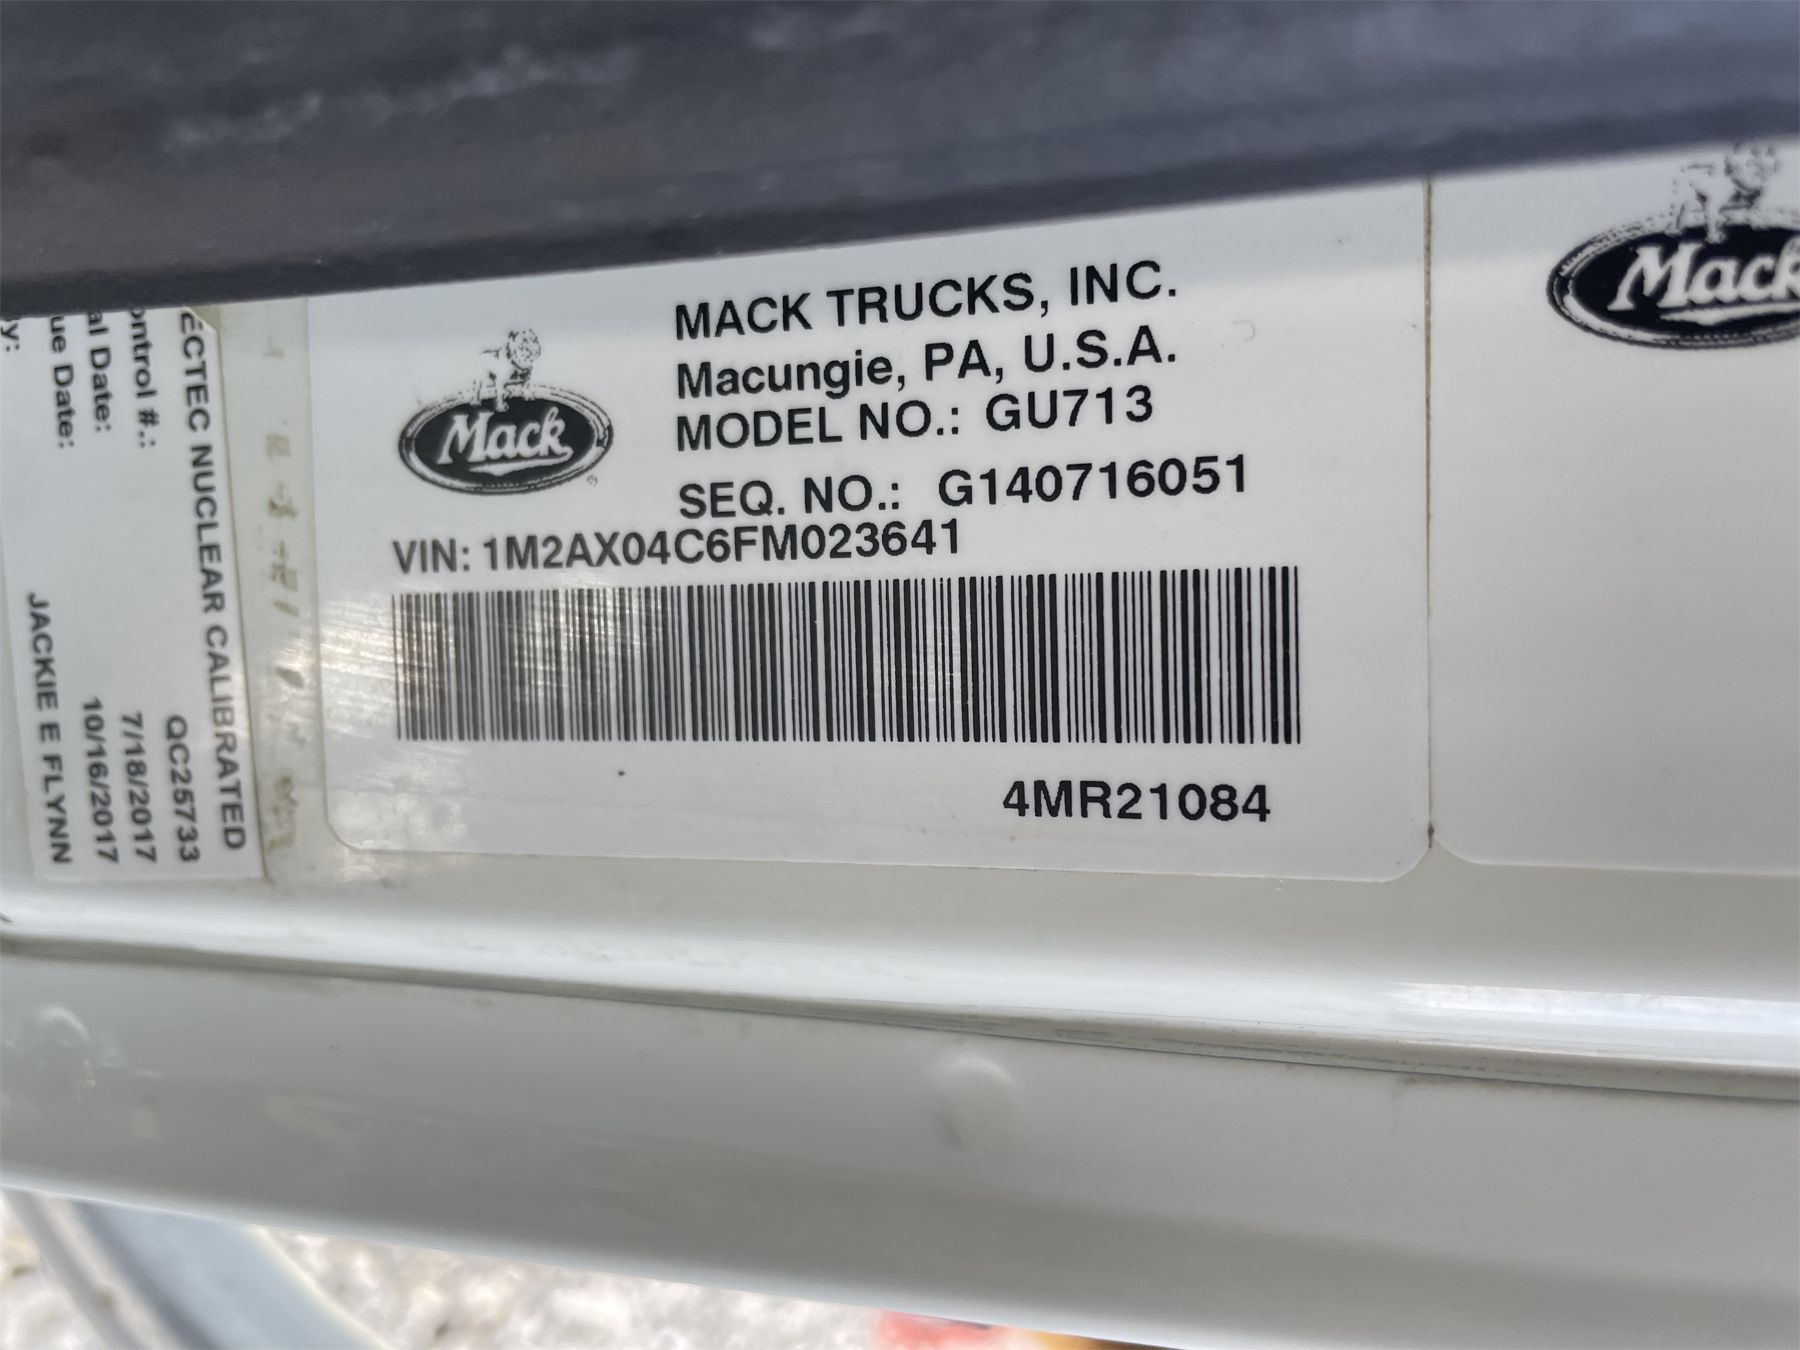 MACK TRUCKS, INC.
Macungie, PA, U.S.A.
MODEL NO.: GU713
SEQ. NO.: G140716051
VIN: 1M2AX04C6FM023641
4MR21084
Mack
®
Mack
ECTEC NUCLEAR CALIBRATED
ontrol #.: QC25733
al Date: 7/18/2017
ue Date: 10/16/2017
y: JACKIE E FLYNN